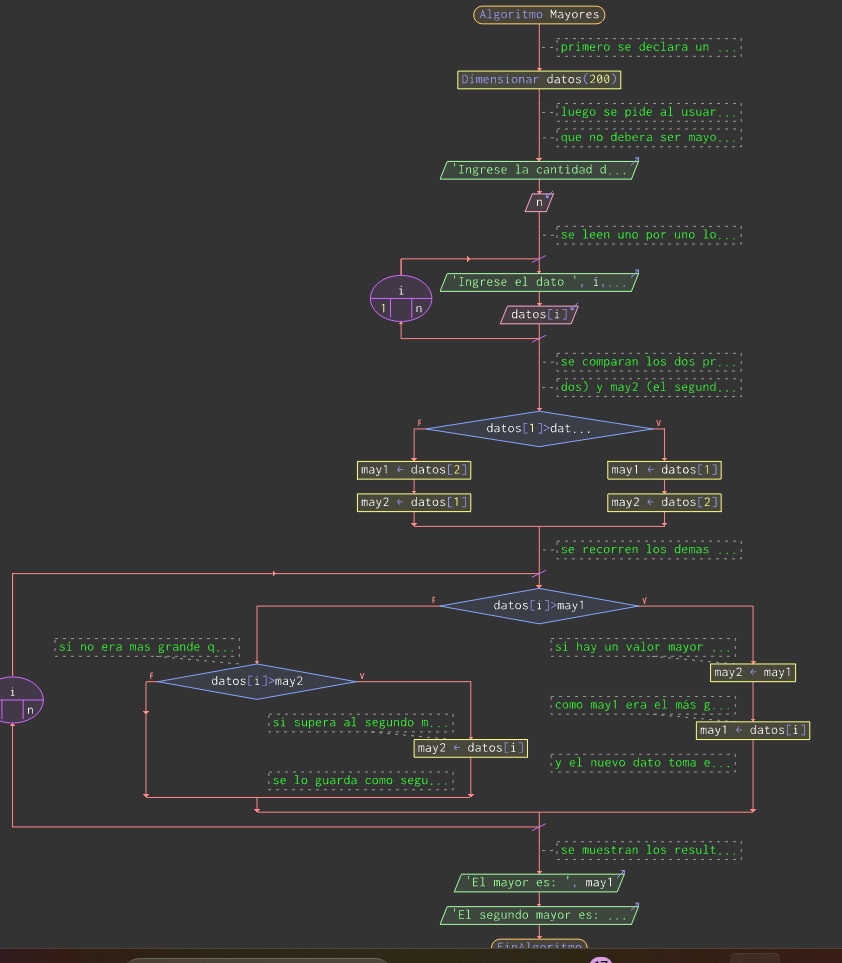 Algoritmo Mayores
primero se declara un ...
Dimensionar datos(200)
luego se pide al usuar...
que no debera ser mayo...
'Ingrese la cantidad d...
n
se leen uno por uno lo...
i
1 n
'Ingrese el dato ', i,...
datos[i]
se comparan los dos pr...
dos) y may2 (el segund...
F V
datos[1]>dat...
may1 ← datos[2] may1 ← datos[1]
may2 ← datos[1] may2 ← datos[2]
se recorren los demas ...
F V
datos[i]>may1
si no era mas grande q... si hay un valor mayor ...
may2 ← may1
F V
datos[i]>may2
i
n
como may1 era el más g...
si supera al segundo m...
may1 ← datos[i]
may2 ← datos[i]
y el nuevo dato toma e...
se lo guarda como segu...
se muestran los result...
'El mayor es: ', may1
'El segundo mayor es: ...
FinAlgoritmo